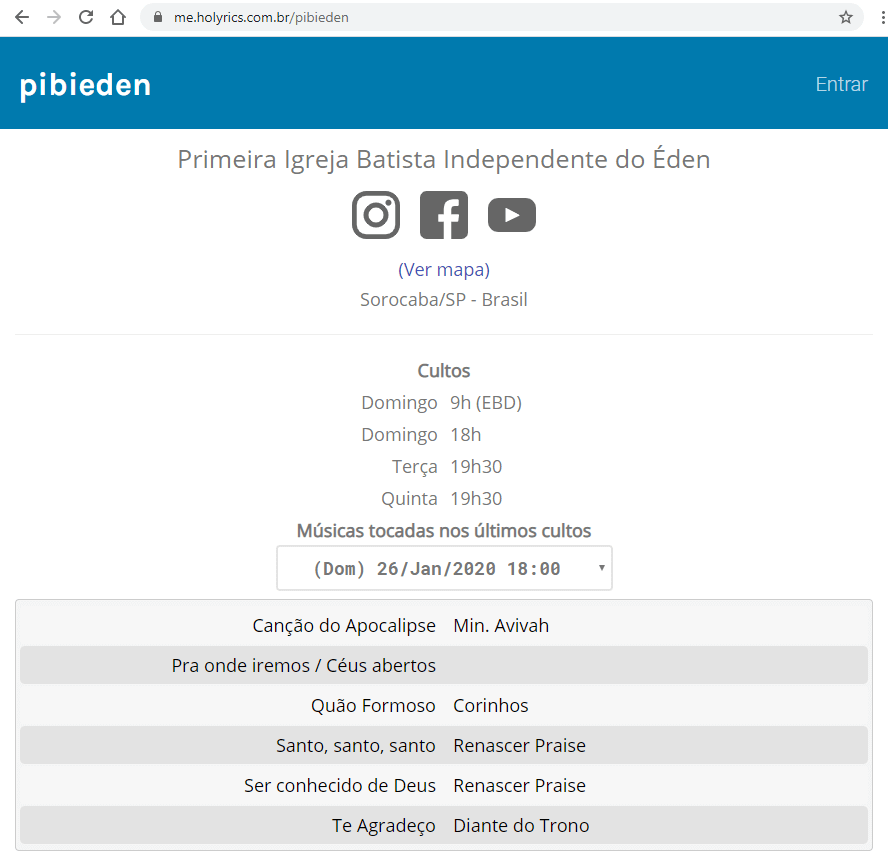 me.holyrics.com.br/pibieden
pibieden
Entrar
Primeira Igreja Batista Independente do Éden
(Ver mapa)
Sorocaba/SP - Brasil
Cultos
Domingo 9h (EBD)
Domingo 18h
Terça 19h30
Quinta 19h30
Músicas tocadas nos últimos cultos
(Dom) 26/Jan/2020 18:00
Canção do Apocalipse Min. Avivah
Pra onde iremos / Céus abertos
Quão Formoso Corinhos
Santo, santo, santo Renascer Praise
Ser conhecido de Deus Renascer Praise
Te Agradeço Diante do Trono